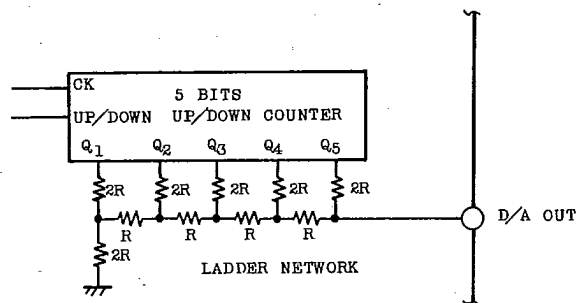 CK
5 BITS
UP/DOWN UP/DOWN COUNTER
Q1 Q2 Q3 Q4 Q5
2R 2R 2R 2R 2R
R R R R
D/A OUT
2R
LADDER NETWORK